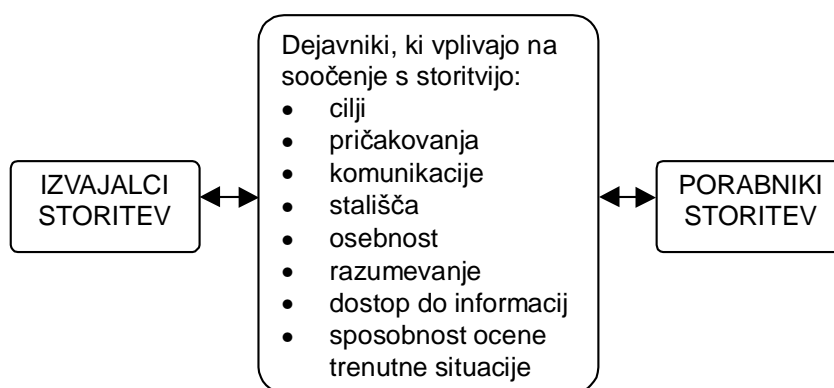 Dejavniki, ki vplivajo na
soočenje s storitvijo:
• cilji
• pričakovanja
• komunikacije
• stališča
• osebnost
• razumevanje
• dostop do informacij
• sposobnost ocene
trenutne situacije
IZVAJALCI
STORITEV
PORABNIKI
STORITEV